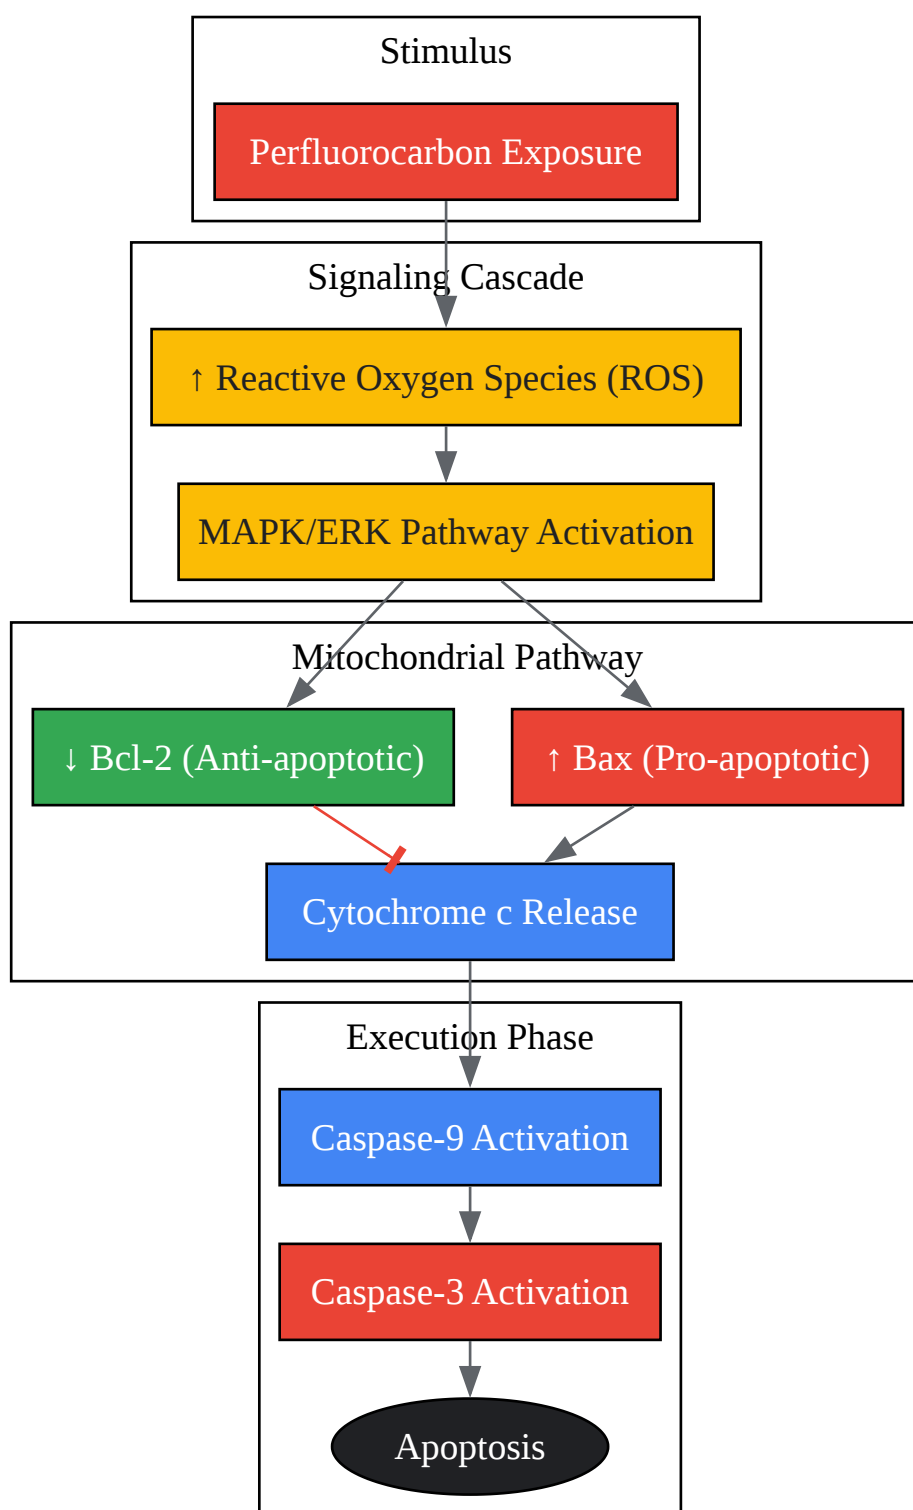 Stimulus
Perfluorocarbon Exposure
Signaling Cascade
↑ Reactive Oxygen Species (ROS)
MAPK/ERK Pathway Activation
Mitochondrial Pathway
↓ Bcl-2 (Anti-apoptotic)
↑ Bax (Pro-apoptotic)
Cytochrome c Release
Execution Phase
Caspase-9 Activation
Caspase-3 Activation
Apoptosis